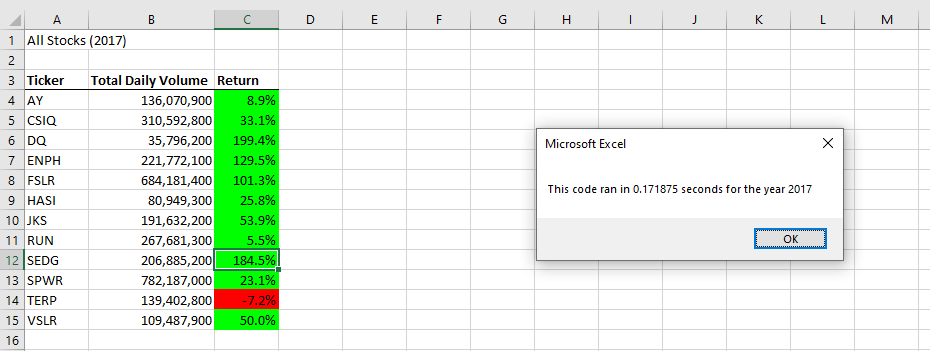 A B C D E F G H I J K L M
1 All Stocks (2017)
2
3 Ticker Total Daily Volume Return
4 AY 136,070,900 8.9%
5 CSIQ 310,592,800 33.1%
6 DQ 35,796,200 199.4%
7 ENPH 221,772,100 129.5%
8 FSLR 684,181,400 101.3%
9 HASI 80,949,300 25.8%
10 JKS 191,632,200 53.9%
11 RUN 267,681,300 5.5%
12 SEDG 206,885,200 184.5%
13 SPWR 782,187,000 23.1%
14 TERP 139,402,800 -7.2%
15 VSLR 109,487,900 50.0%
16
Microsoft Excel
This code ran in 0.171875 seconds for the year 2017
OK